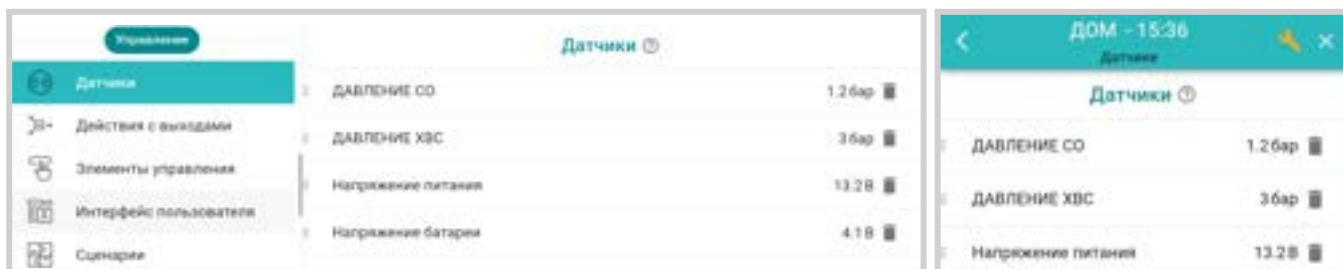 Управление
Датчики
Действия с выходами
Элементы управления
Интерфейс пользователя
Сценарии
Датчики
ДАВЛЕНИЕ СО 1.2бар
ДАВЛЕНИЕ ХВС 3бар
Напряжение питания 13.2В
Напряжение батареи 4.1В
ДОМ - 15:36
Датчики
Датчики
ДАВЛЕНИЕ СО 1.2бар
ДАВЛЕНИЕ ХВС 3бар
Напряжение питания 13.2В